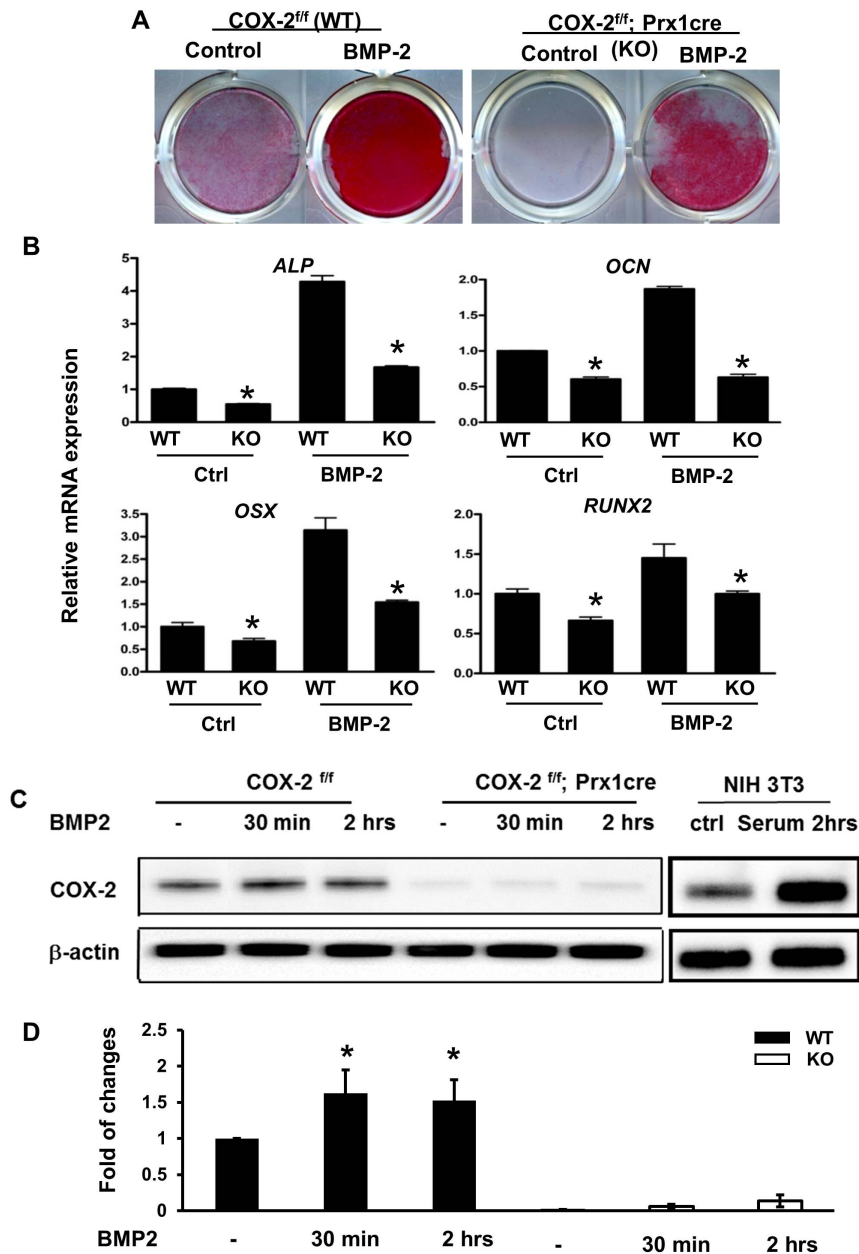 A
COX-2f/f (WT) COX-2f/f; Prx1cre
Control BMP-2 Control (KO) BMP-2
B
Relative mRNA expression
ALP
5
4
3
2
1
0
* *
WT KO WT KO
Ctrl BMP-2
OCN
2.0
1.5
1.0
0.5
0.0
* *
WT KO WT KO
Ctrl BMP-2
OSX
3.5
3.0
2.5
2.0
1.5
1.0
0.5
0.0
* *
WT KO WT KO
Ctrl BMP-2
RUNX2
2.0
1.5
1.0
0.5
0.0
* *
WT KO WT KO
Ctrl BMP-2
C
COX-2 f/f COX-2 f/f; Prx1cre NIH 3T3
BMP2 - 30 min 2 hrs - 30 min 2 hrs ctrl Serum 2hrs
COX-2
β-actin
D
Fold of changes
2.5
2
1.5
1
0.5
0
* *
WT
KO
BMP2 - 30 min 2 hrs - 30 min 2 hrs